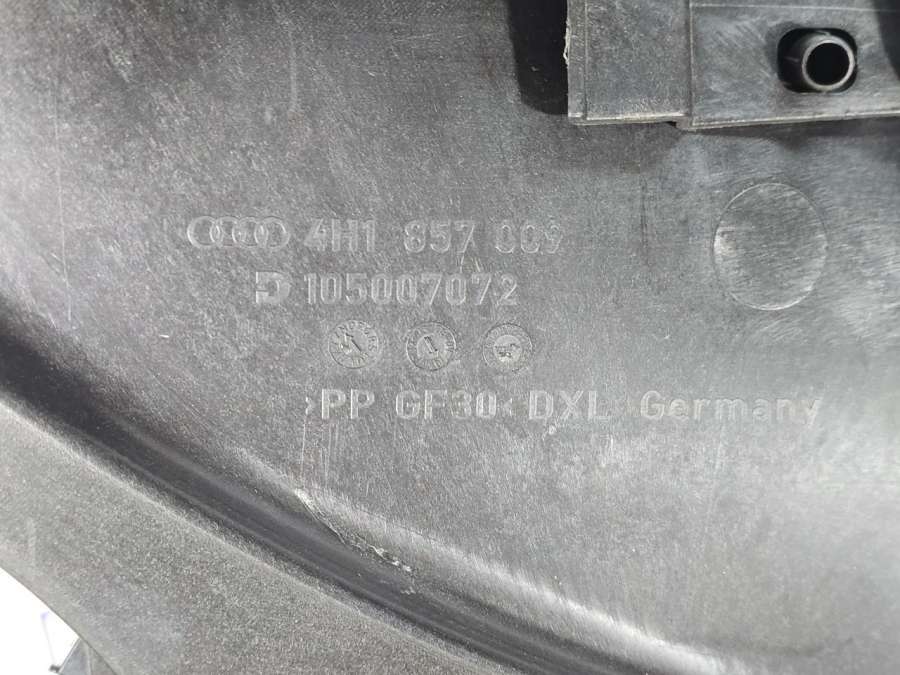 4H1 857 009
D 105007072
>PP GF30< DXL Germany